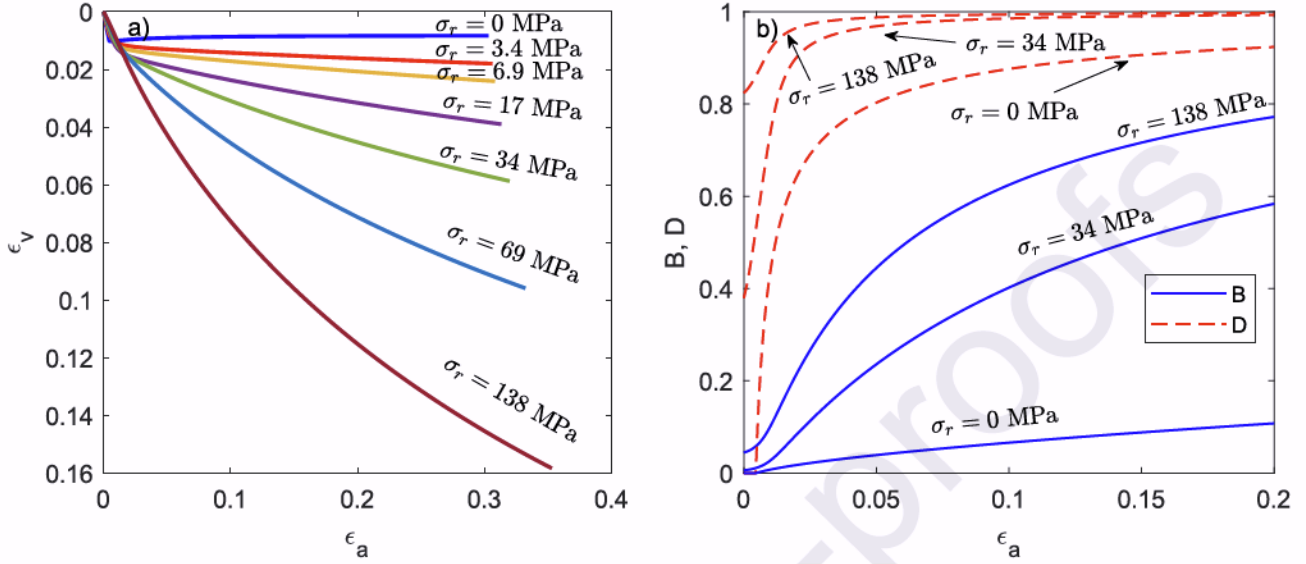 a)
0
0.02
0.04
0.06
0.08
0.1
0.12
0.14
0.16
ϵv
σr = 0 MPa
σr = 3.4 MPa
σr = 6.9 MPa
σr = 17 MPa
σr = 34 MPa
σr = 69 MPa
σr = 138 MPa
0 0.1 0.2 0.3 0.4
ϵa
b)
1
0.8
0.6
0.4
0.2
0
B, D
σr = 34 MPa
σr = 138 MPa
σr = 0 MPa
σr = 138 MPa
σr = 34 MPa
σr = 0 MPa
B
D
0 0.05 0.1 0.15 0.2
ϵa
proofs